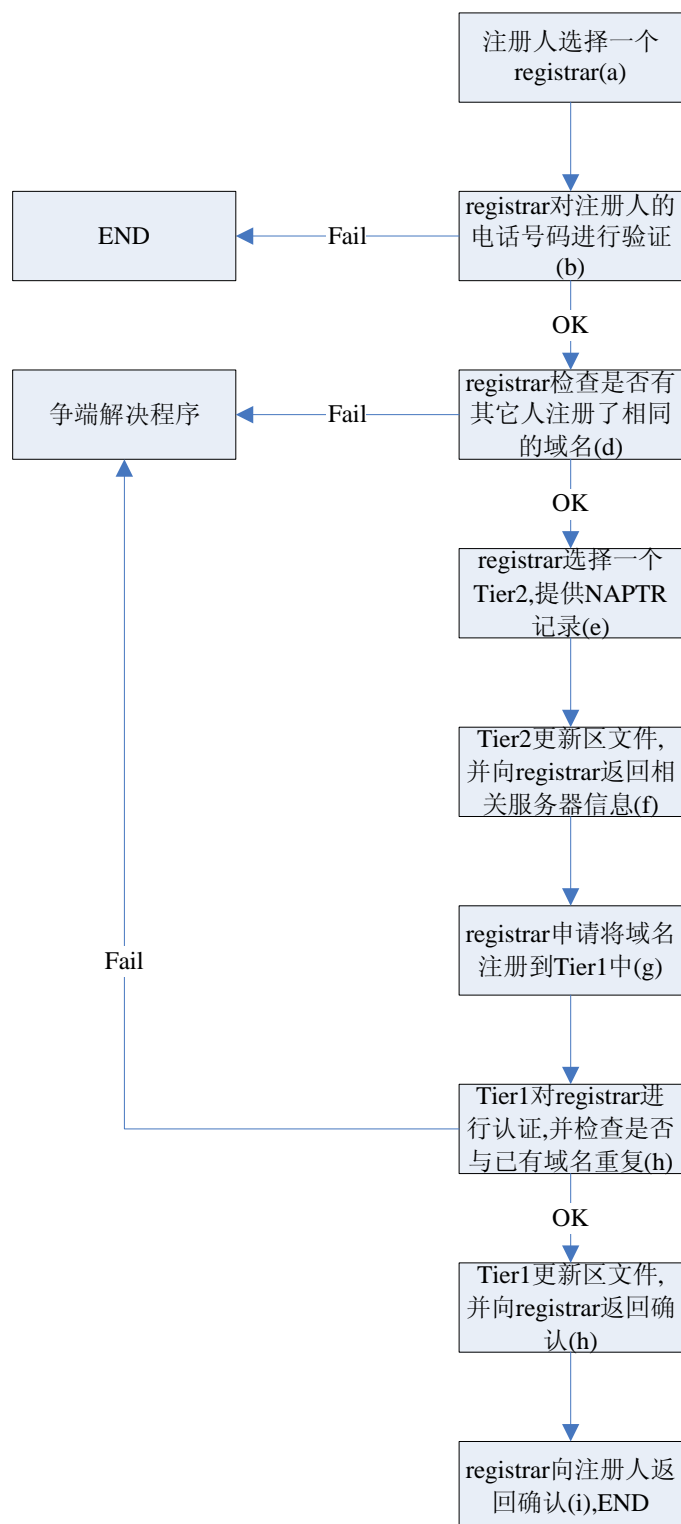 注册人选择一个
registrar(a)
registrar对注册人的
电话号码进行验证
(b)
Fail
END
OK
registrar检查是否有
其它人注册了相同
的域名(d)
Fail
争端解决程序
OK
registrar选择一个
Tier2,提供NAPTR
记录(e)
Tier2更新区文件,
并向registrar返回相
关服务器信息(f)
registrar申请将域名
注册到Tier1中(g)
Fail
Tier1对registrar进
行认证,并检查是否
与已有域名重复(h)
OK
Tier1更新区文件,
并向registrar返回确
认(h)
registrar向注册人返
回确认(i),END